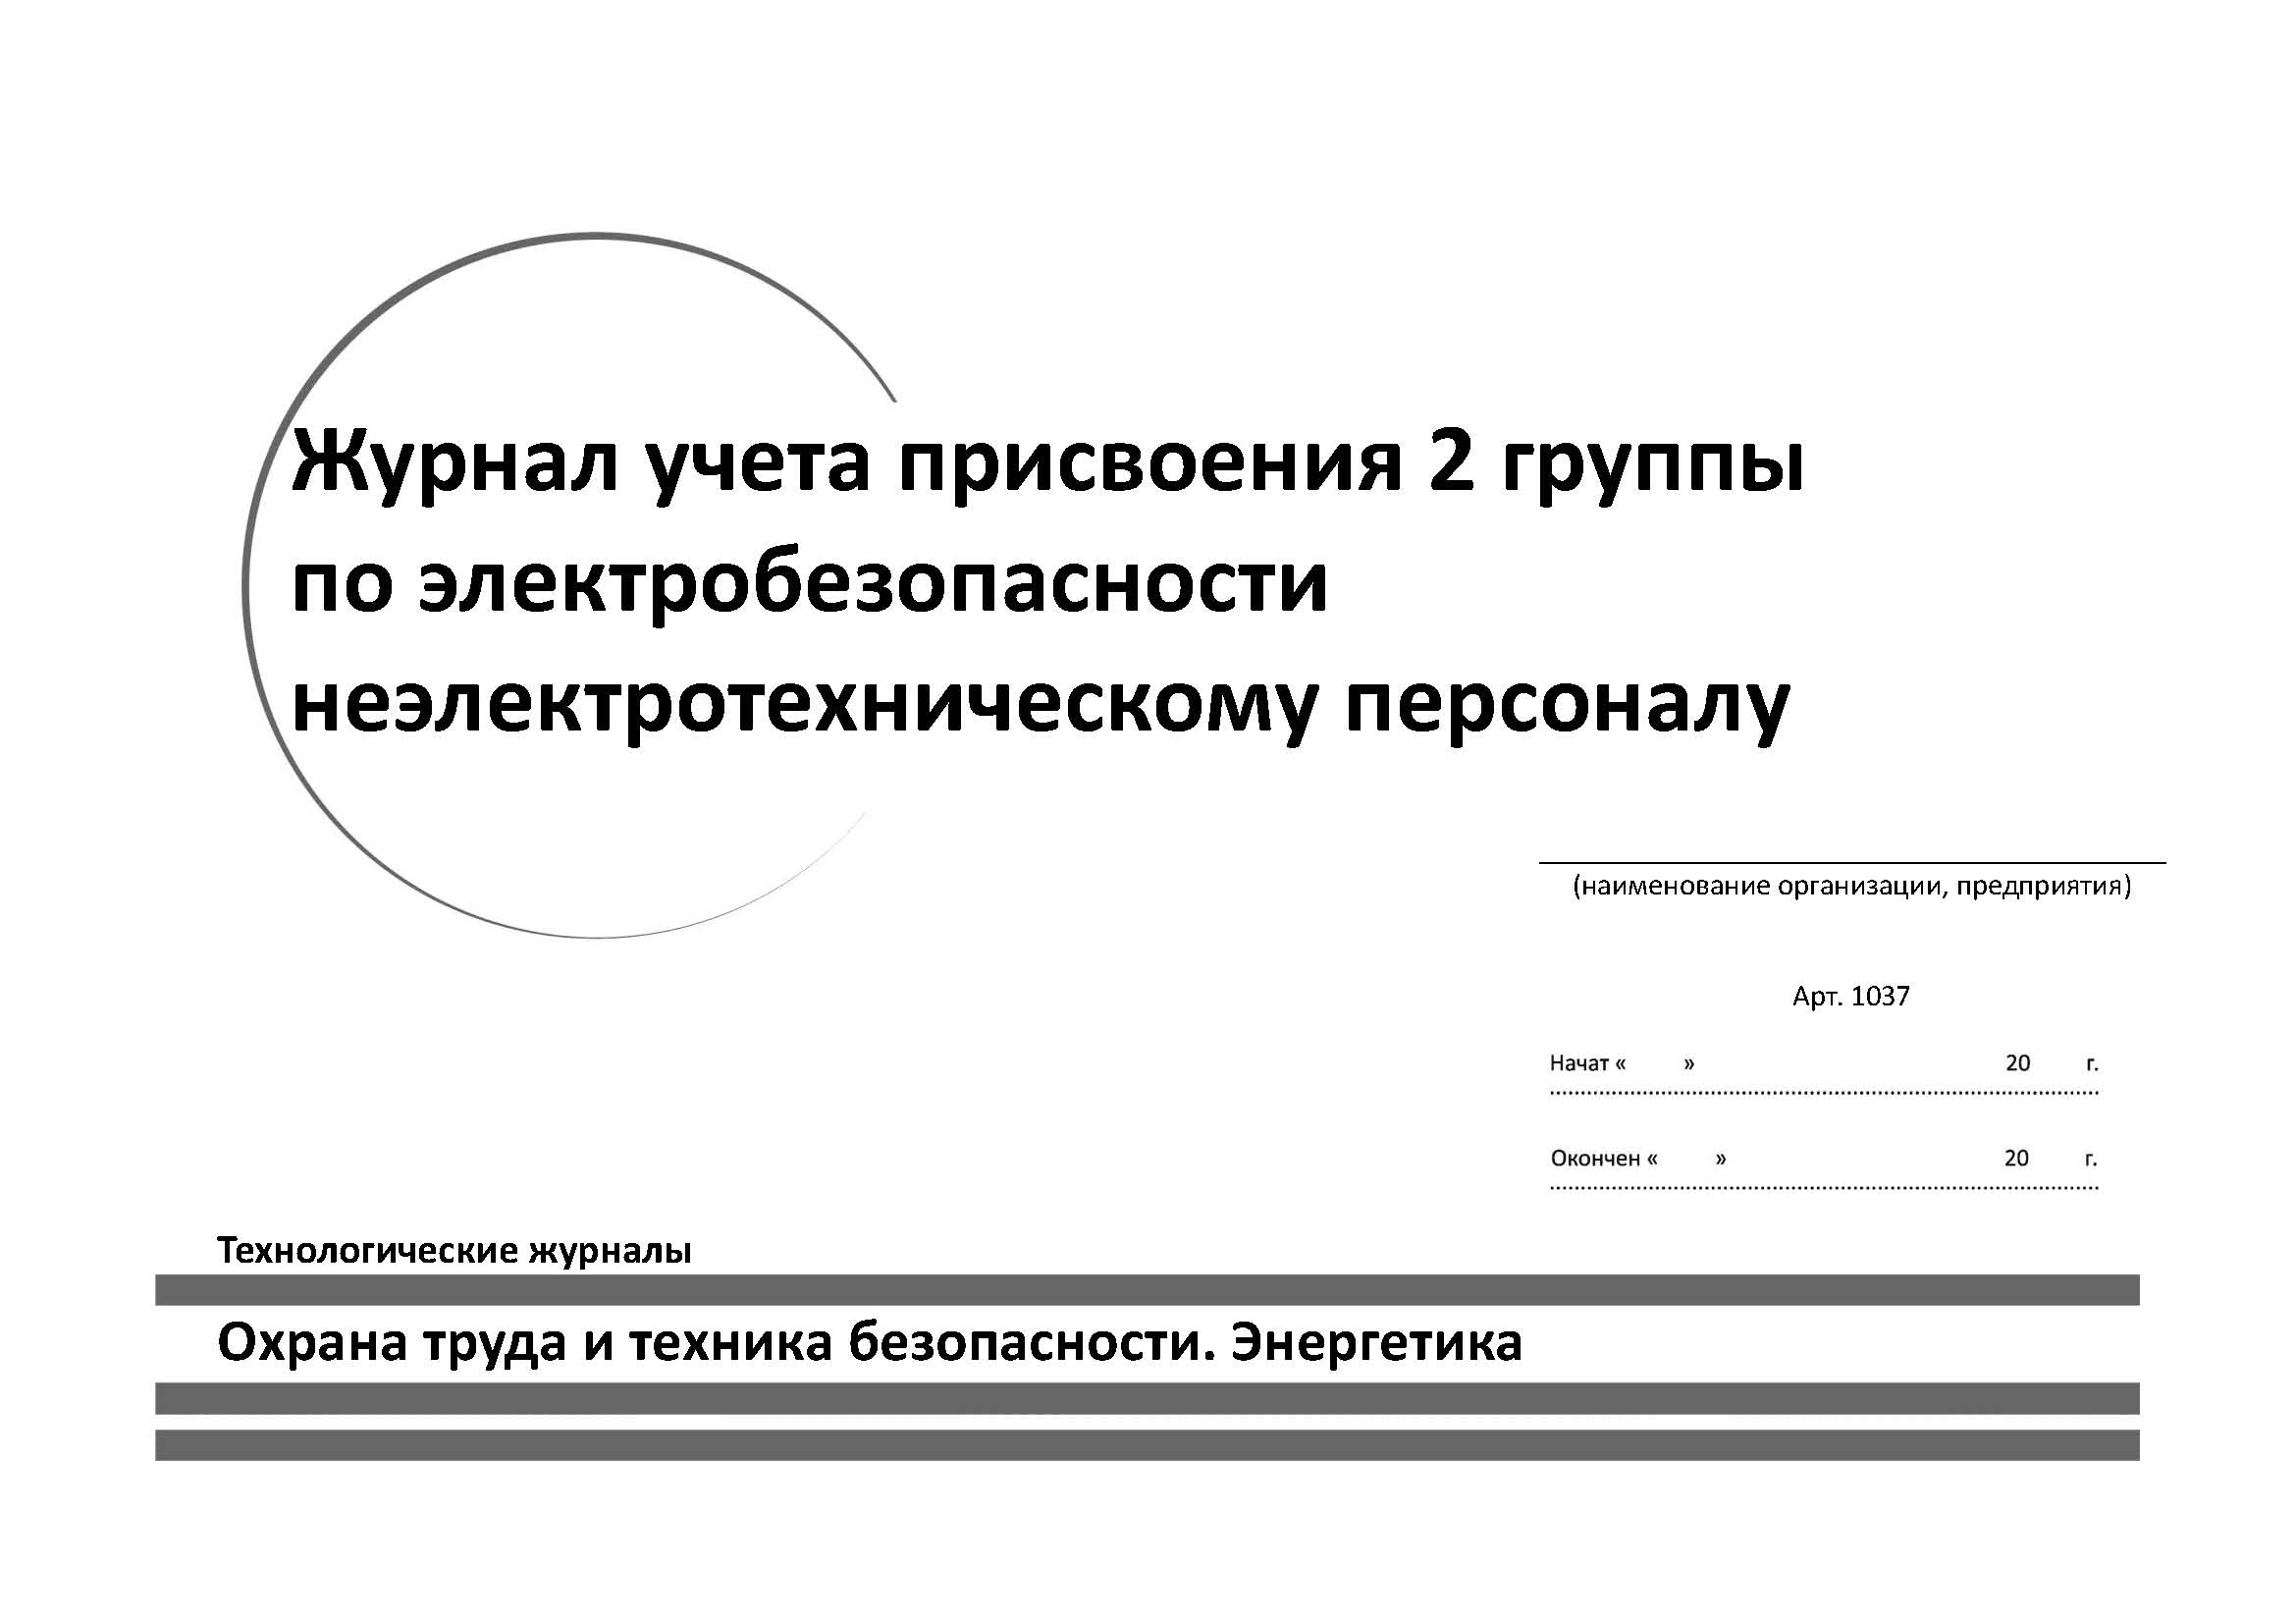 Журнал учета присвоения 2 группы
по электробезопасности
неэлектротехническому персоналу
(наименование организации, предприятия)
Арт. 1037
Начат « » 20 г.
Окончен « » 20 г.
Технологические журналы
Охрана труда и техника безопасности. Энергетика